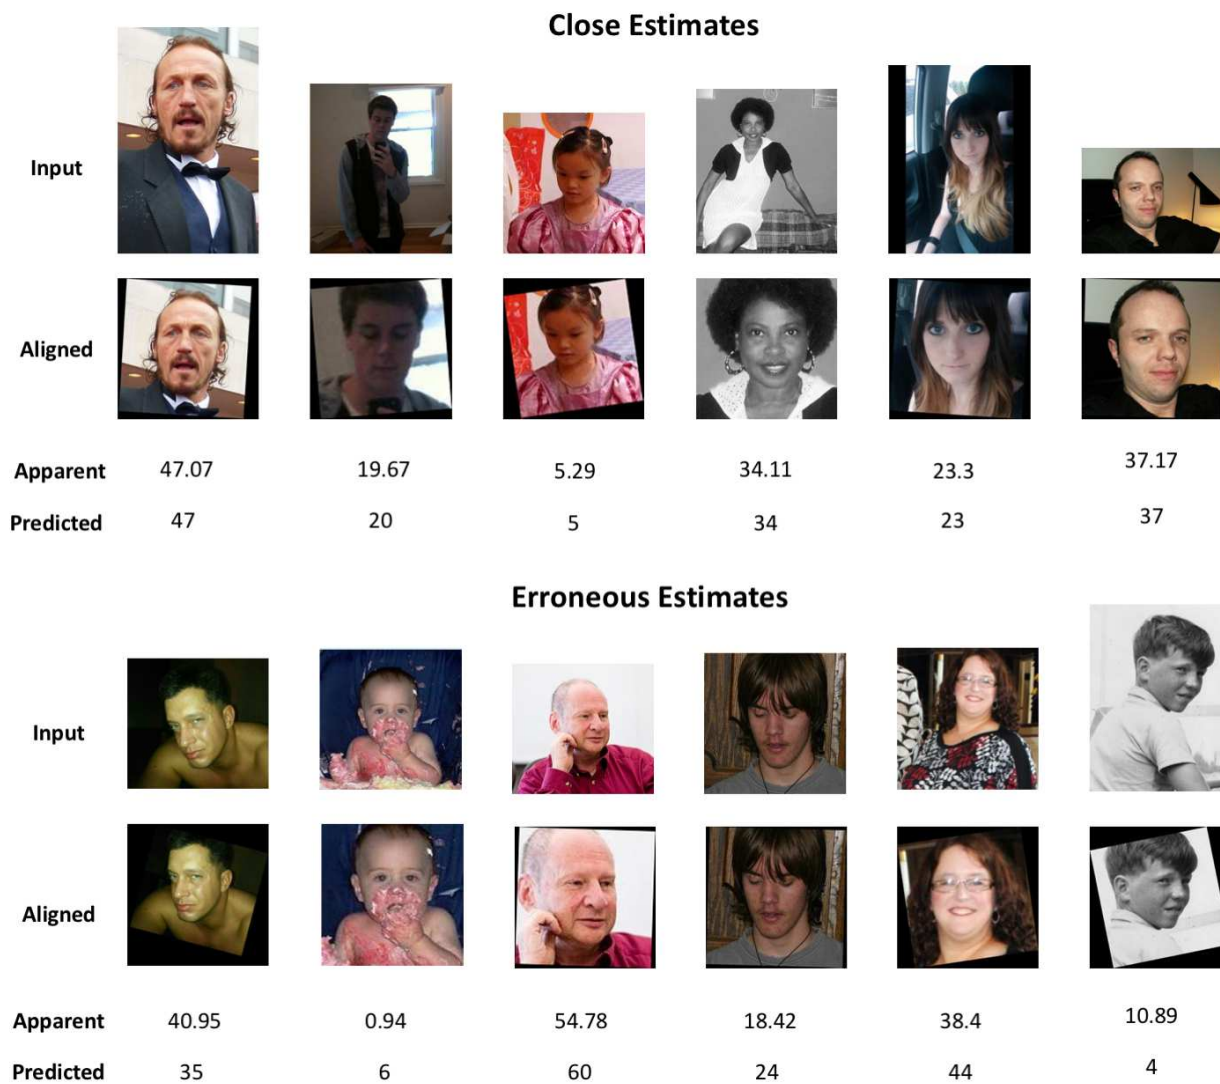 Close Estimates
Input
Aligned
Apparent 47.07 19.67 5.29 34.11 23.3 37.17
Predicted 47 20 5 34 23 37
Erroneous Estimates
Input
Aligned
Apparent 40.95 0.94 54.78 18.42 38.4 10.89
Predicted 35 6 60 24 44 4